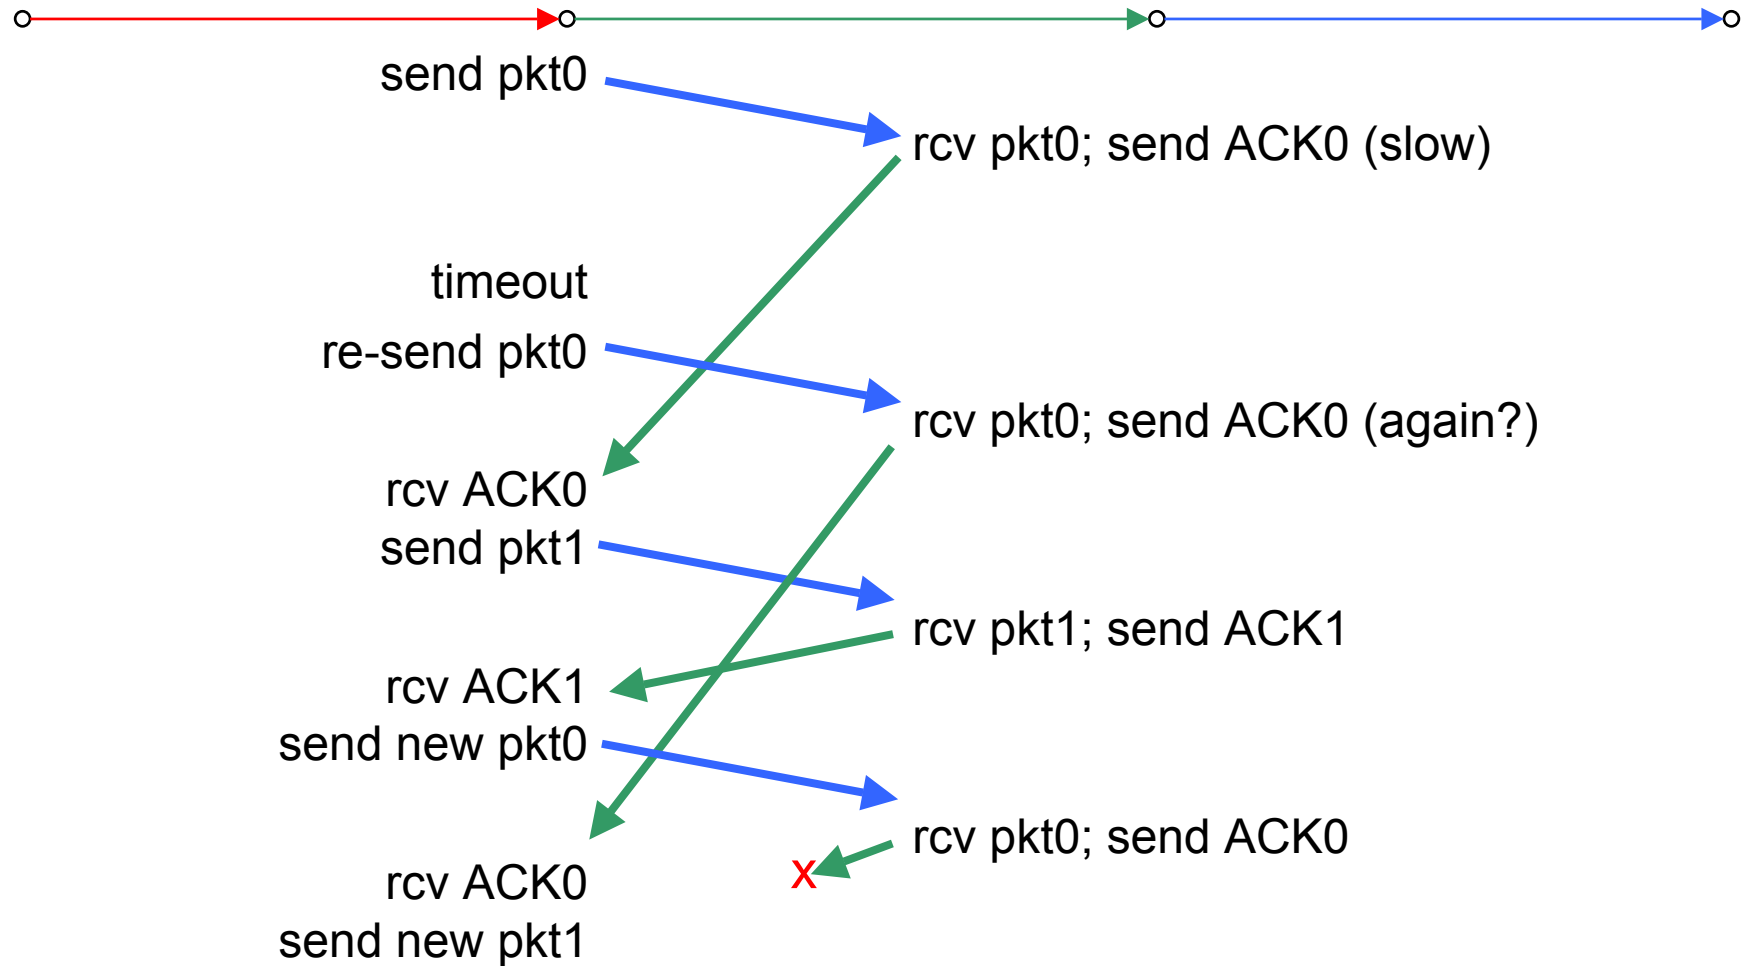 send pkt0
rcv pkt0; send ACK0 (slow)
timeout
re-send pkt0
rcv pkt0; send ACK0 (again?)
rcv ACK0
send pkt1
rcv pkt1; send ACK1
rcv ACK1
send new pkt0
rcv pkt0; send ACK0
x
rcv ACK0
send new pkt1